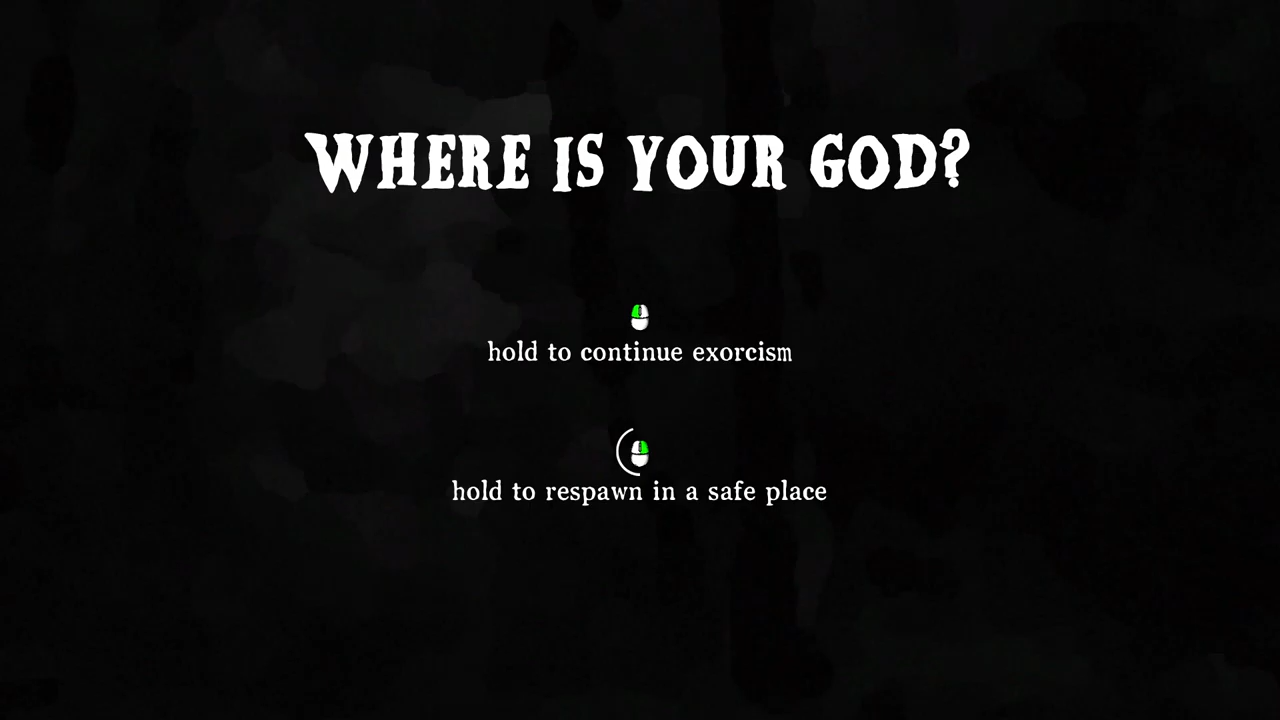 WHERE IS YOUR GOD?
hold to continue exorcism
hold to respawn in a safe place